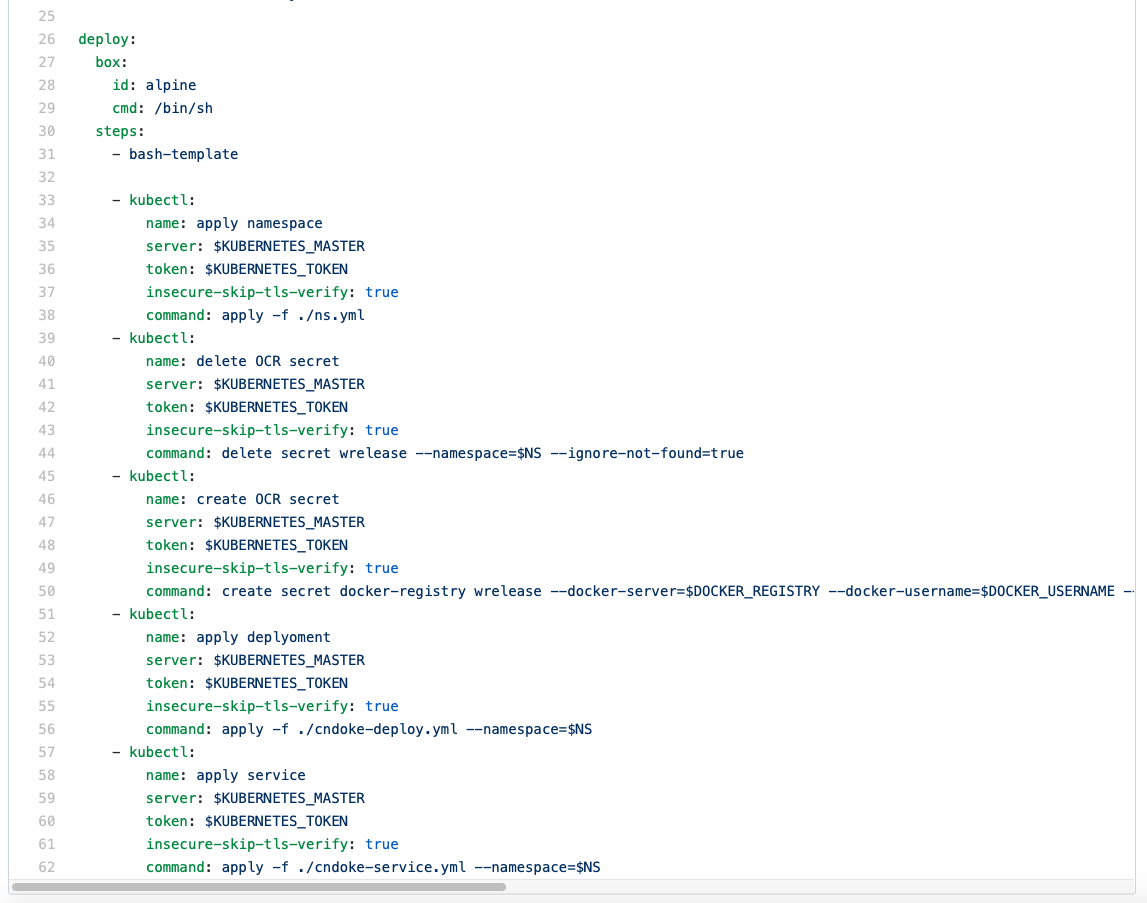 25
26 deploy:
27   box:
28     id: alpine
29     cmd: /bin/sh
30   steps:
31     - bash-template
32
33     - kubectl:
34         name: apply namespace
35         server: $KUBERNETES_MASTER
36         token: $KUBERNETES_TOKEN
37         insecure-skip-tls-verify: true
38         command: apply -f ./ns.yml
39     - kubectl:
40         name: delete OCR secret
41         server: $KUBERNETES_MASTER
42         token: $KUBERNETES_TOKEN
43         insecure-skip-tls-verify: true
44         command: delete secret wrelease --namespace=$NS --ignore-not-found=true
45     - kubectl:
46         name: create OCR secret
47         server: $KUBERNETES_MASTER
48         token: $KUBERNETES_TOKEN
49         insecure-skip-tls-verify: true
50         command: create secret docker-registry wrelease --docker-server=$DOCKER_REGISTRY --docker-username=$DOCKER_USERNAME --
51     - kubectl:
52         name: apply deplyoment
53         server: $KUBERNETES_MASTER
54         token: $KUBERNETES_TOKEN
55         insecure-skip-tls-verify: true
56         command: apply -f ./cndoke-deploy.yml --namespace=$NS
57     - kubectl:
58         name: apply service
59         server: $KUBERNETES_MASTER
60         token: $KUBERNETES_TOKEN
61         insecure-skip-tls-verify: true
62         command: apply -f ./cndoke-service.yml --namespace=$NS